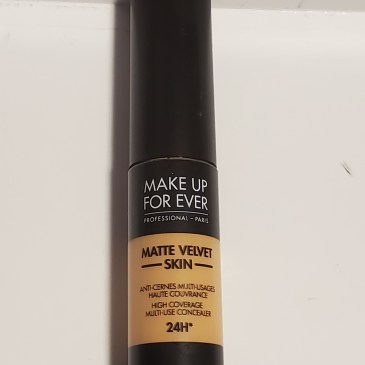 MAKE UP
FOR EVER
PROFESSIONAL – PARIS
MATTE VELVET
SKIN
ANTI-CERNES MULTI-USAGES
HAUTE COUVRANCE
HIGH COVERAGE
MULTI-USE CONCEALER
24H*